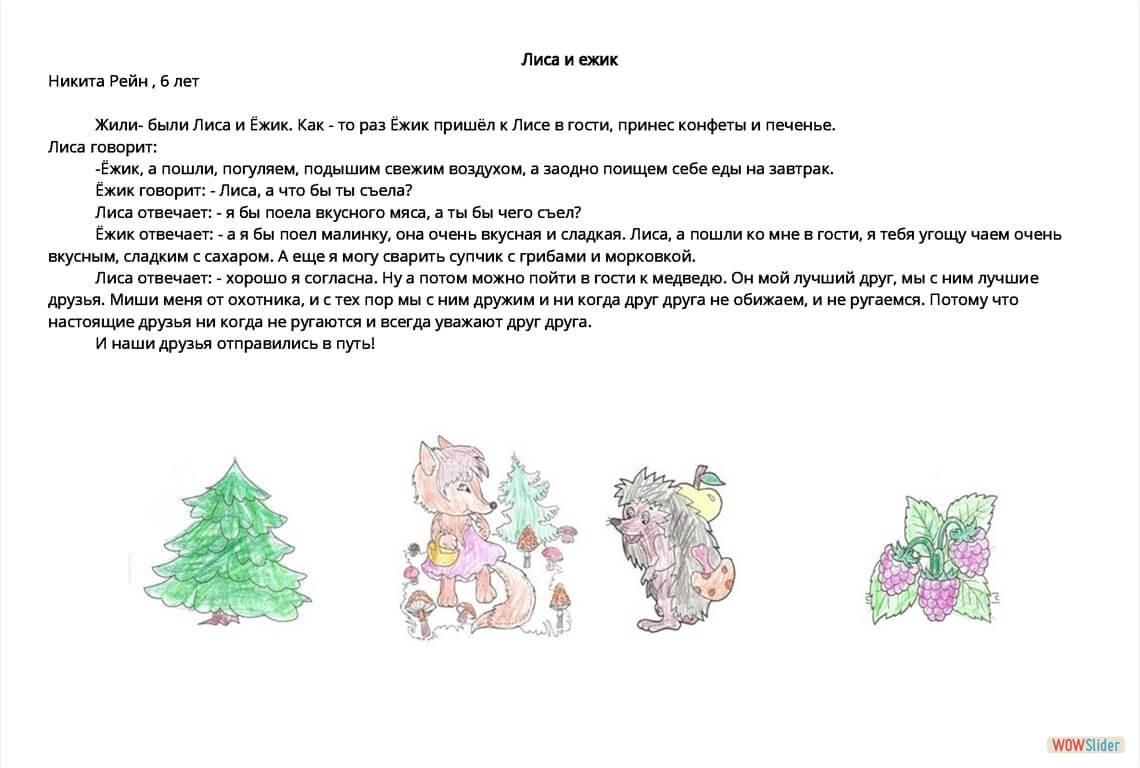 Лиса и ежик
Никита Рейн , 6 лет
Жили- были Лиса и Ёжик. Как - то раз Ёжик пришёл к Лисе в гости, принес конфеты и печенье.
Лиса говорит:
-Ёжик, а пошли, погуляем, подышим свежим воздухом, а заодно поищем себе еды на завтрак.
Ёжик говорит: - Лиса, а что бы ты съела?
Лиса отвечает: - я бы поела вкусного мяса, а ты бы чего съел?
Ёжик отвечает: - а я бы поел малинку, она очень вкусная и сладкая. Лиса, а пошли ко мне в гости, я тебя угощу чаем очень
вкусным, сладким с сахаром. А еще я могу сварить супчик с грибами и морковкой.
Лиса отвечает: - хорошо я согласна. Ну а потом можно пойти в гости к медведю. Он мой лучший друг, мы с ним лучшие
друзья. Миши меня от охотника, и с тех пор мы с ним дружим и ни когда друг друга не обижаем, и не ругаемся. Потому что
настоящие друзья ни когда не ругаются и всегда уважают друг друга.
И наши друзья отправились в путь!
WOWSlider